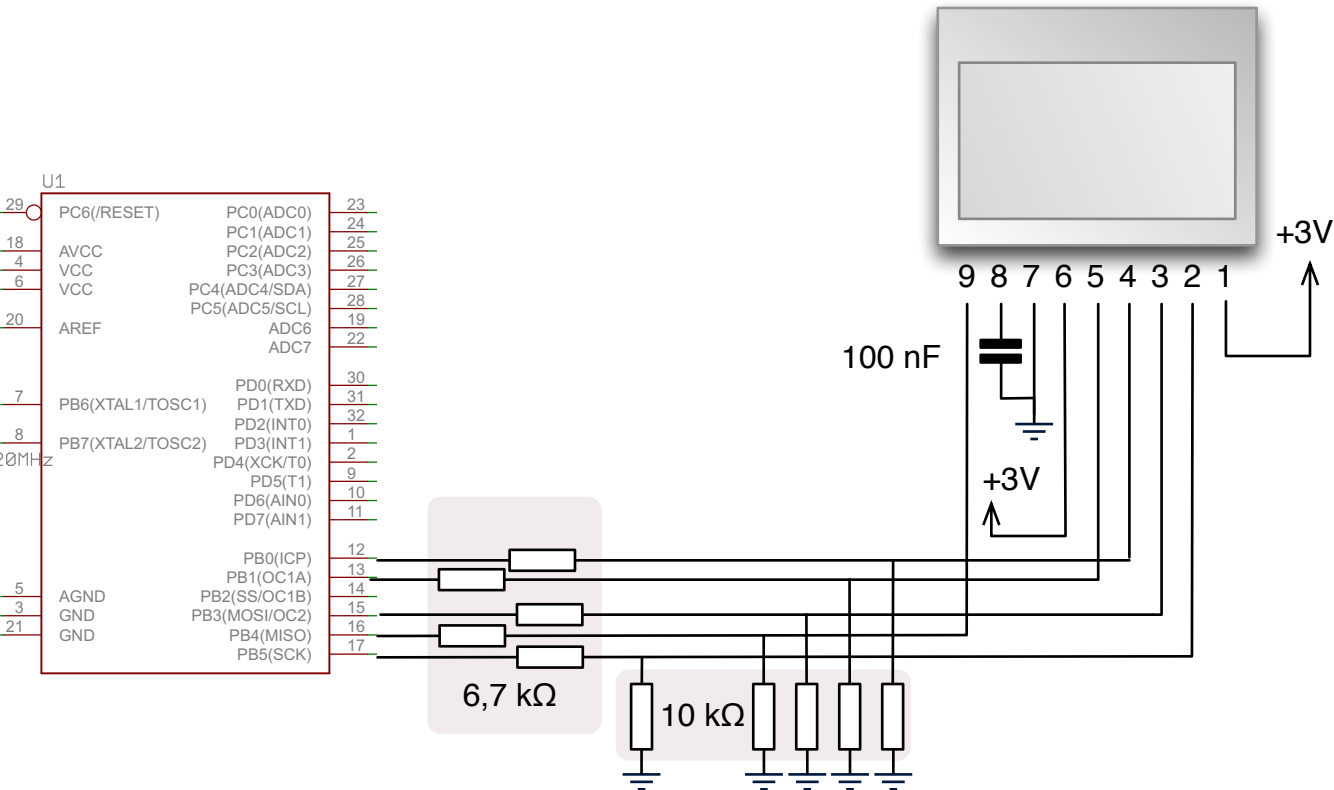 U1
29 PC6(/RESET) PC0(ADC0) 23
PC1(ADC1) 24
18 AVCC PC2(ADC2) 25
4 VCC PC3(ADC3) 26
6 VCC PC4(ADC4/SDA) 27
PC5(ADC5/SCL) 28
20 AREF ADC6 19
ADC7 22
PD0(RXD) 30
7 PB6(XTAL1/TOSC1) PD1(TXD) 31
PD2(INT0) 32
8 PB7(XTAL2/TOSC2) PD3(INT1) 1
20MHz PD4(XCK/T0) 2
PD5(T1) 9
PD6(AIN0) 10
PD7(AIN1) 11
PB0(ICP) 12
PB1(OC1A) 13
5 AGND PB2(SS/OC1B) 14
3 GND PB3(MOSI/OC2) 15
21 GND PB4(MISO) 16
PB5(SCK) 17
+3V
9 8 7 6 5 4 3 2 1
100 nF
+3V
6,7 kΩ
10 kΩ